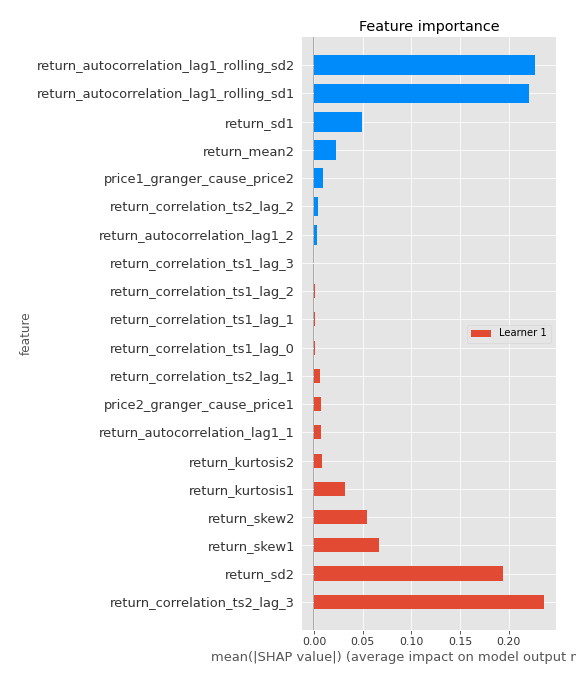 Feature importance
return_autocorrelation_lag1_rolling_sd2
return_autocorrelation_lag1_rolling_sd1
return_sd1
return_mean2
price1_granger_cause_price2
return_correlation_ts2_lag_2
return_autocorrelation_lag1_2
return_correlation_ts1_lag_3
return_correlation_ts1_lag_2
return_correlation_ts1_lag_1
return_correlation_ts1_lag_0
return_correlation_ts2_lag_1
price2_granger_cause_price1
return_autocorrelation_lag1_1
return_kurtosis2
return_kurtosis1
return_skew2
return_skew1
return_sd2
return_correlation_ts2_lag_3
feature
Learner 1
0.00 0.05 0.10 0.15 0.20
mean(|SHAP value|) (average impact on model output